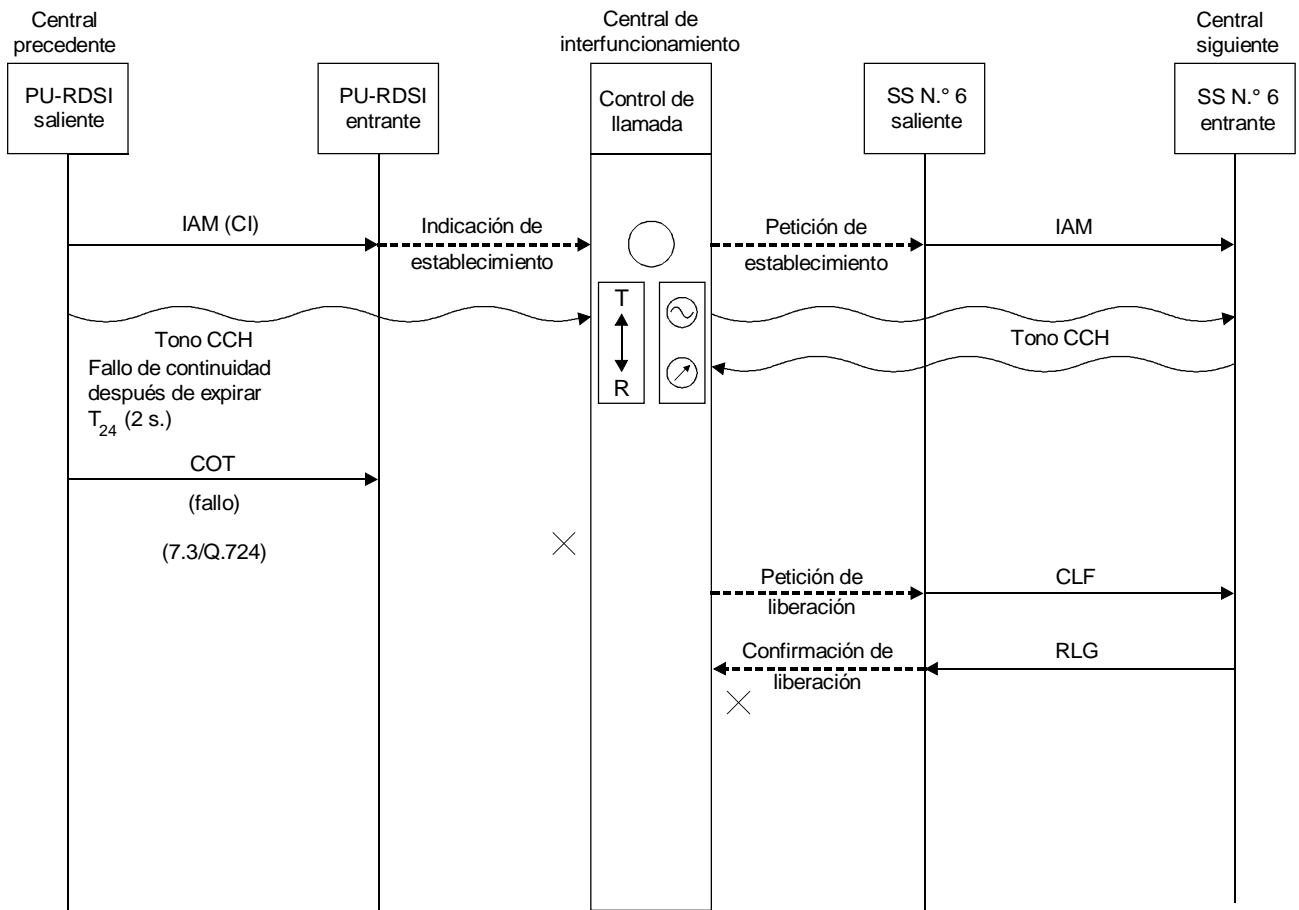 Central
precedente
Central de
interfuncionamiento
Central
siguiente
PU-RDSI
saliente
PU-RDSI
entrante
Control de
llamada
SS N.° 6
saliente
SS N.° 6
entrante
IAM (CI)
Indicación de
establecimiento
Petición de
establecimiento
IAM
T
R
Tono CCH
Tono CCH
Fallo de continuidad
después de expirar
T24 (2 s.)
COT
(fallo)
(7.3/Q.724)
Petición de
liberación
CLF
Confirmación de
liberación
RLG